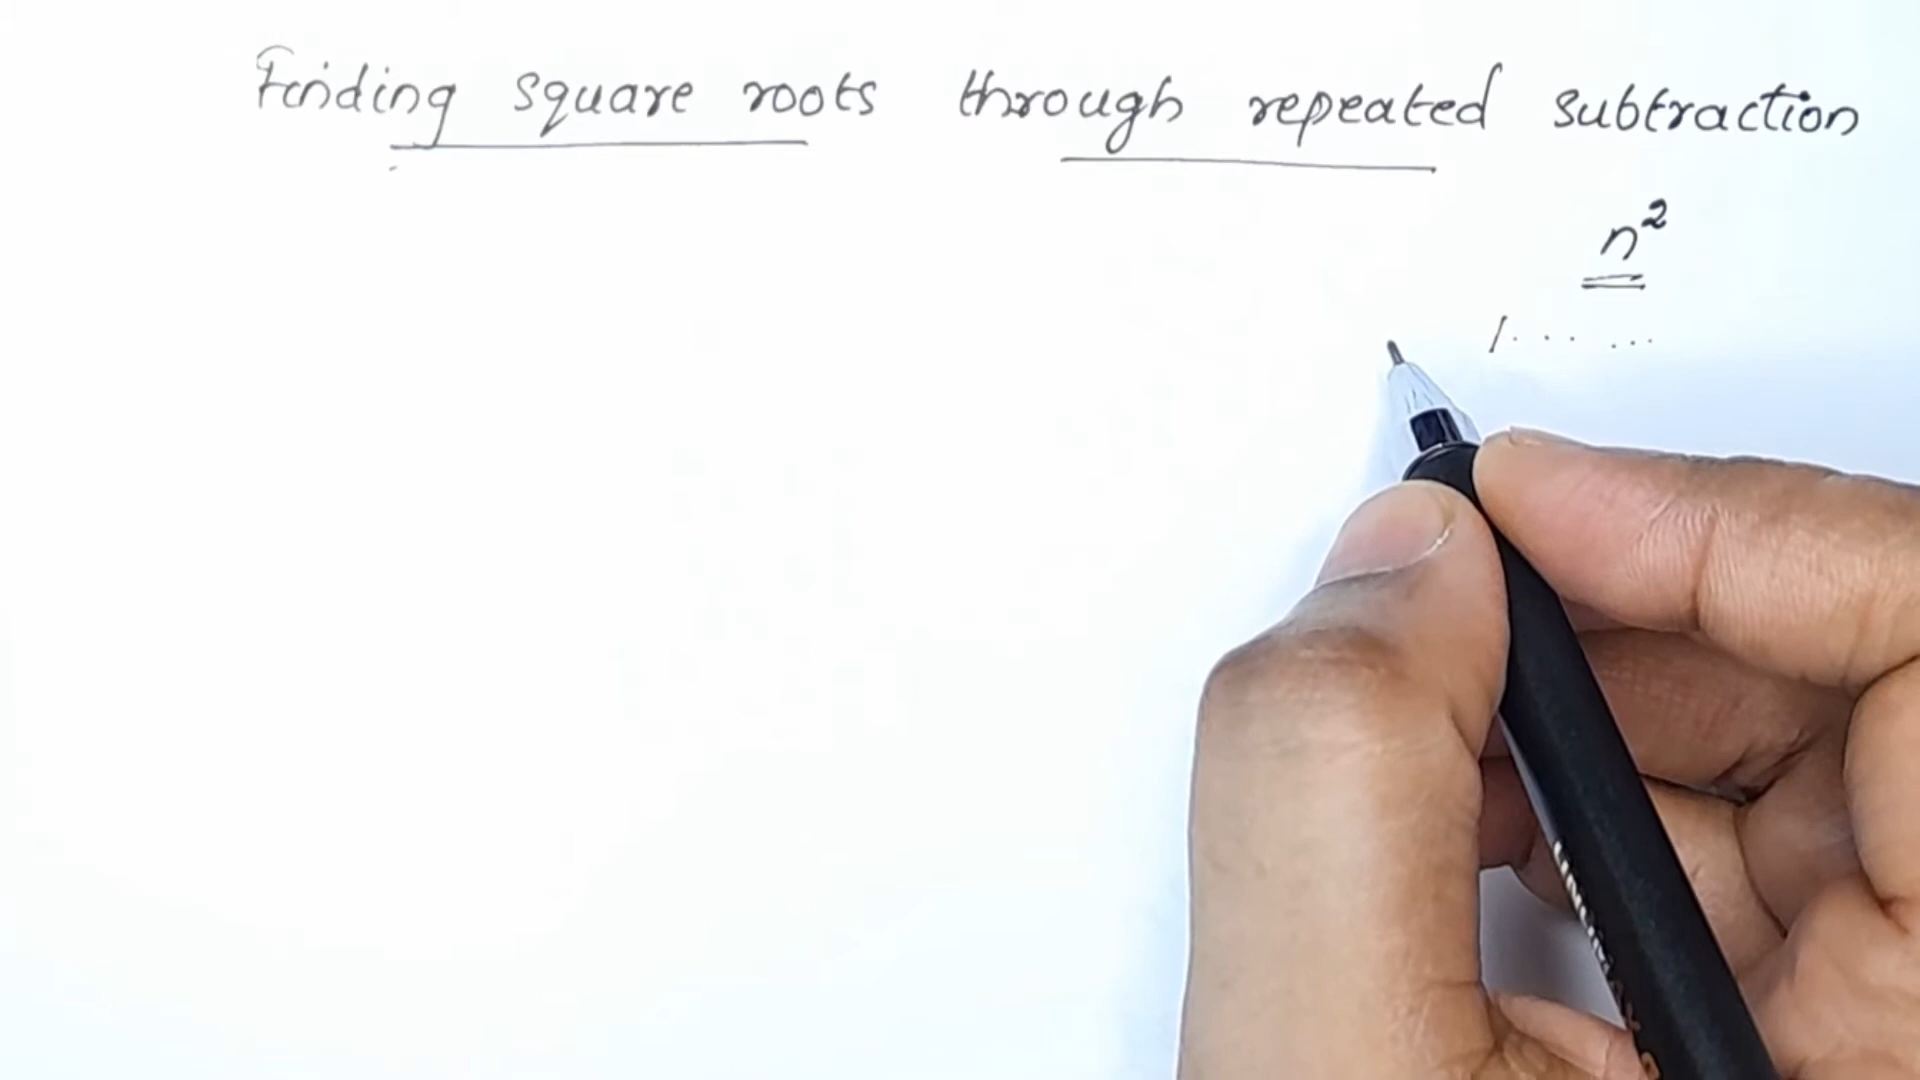 Finding square roots through repeated subtraction
n²
1... ...